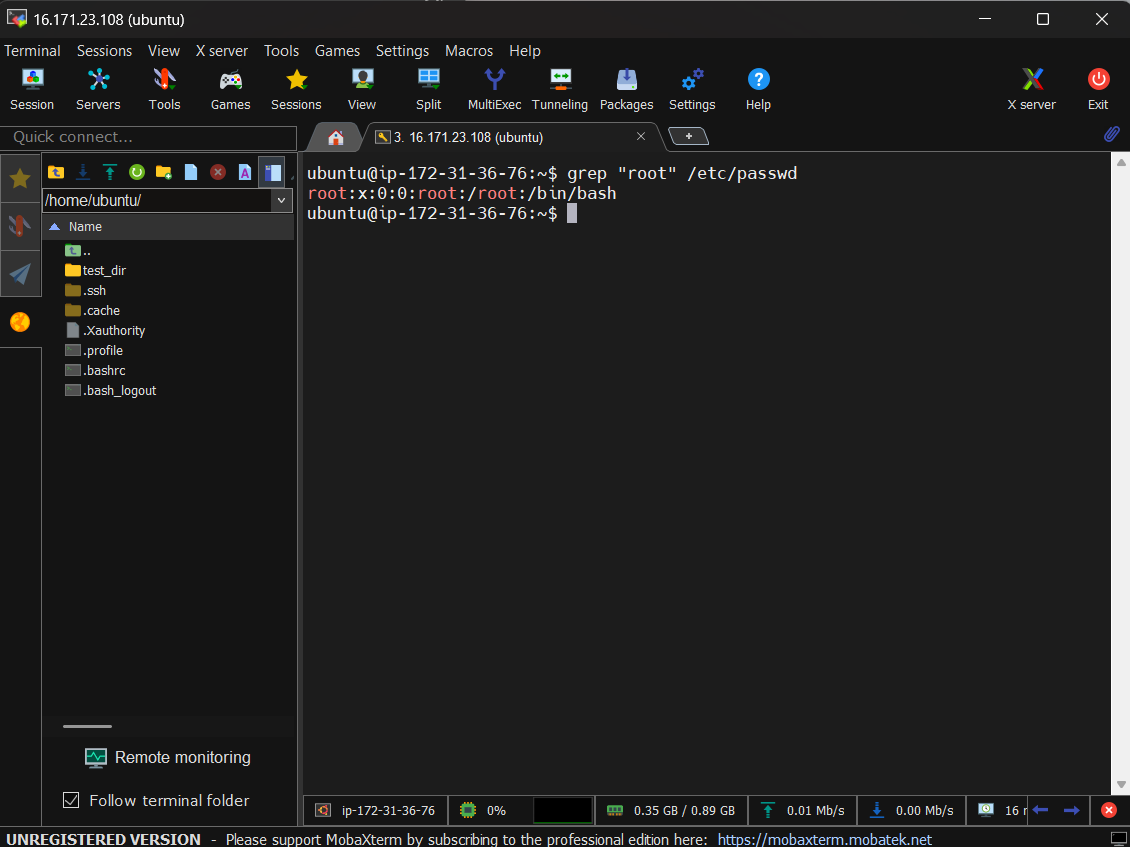 16.171.23.108 (ubuntu)
Terminal Sessions View X server Tools Games Settings Macros Help
Session Servers Tools Games Sessions View Split MultiExec Tunneling Packages Settings Help X server Exit
Quick connect...
3. 16.171.23.108 (ubuntu)
/home/ubuntu/
Name
..
test_dir
.ssh
.cache
.Xauthority
.profile
.bashrc
.bash_logout
Remote monitoring
Follow terminal folder
ubuntu@ip-172-31-36-76:~$ grep "root" /etc/passwd
root:x:0:0:root:/root:/bin/bash
ubuntu@ip-172-31-36-76:~$
ip-172-31-36-76 0% 0.35 GB / 0.89 GB 0.01 Mb/s 0.00 Mb/s 16
UNREGISTERED VERSION - Please support MobaXterm by subscribing to the professional edition here: https://mobaxterm.mobatek.net